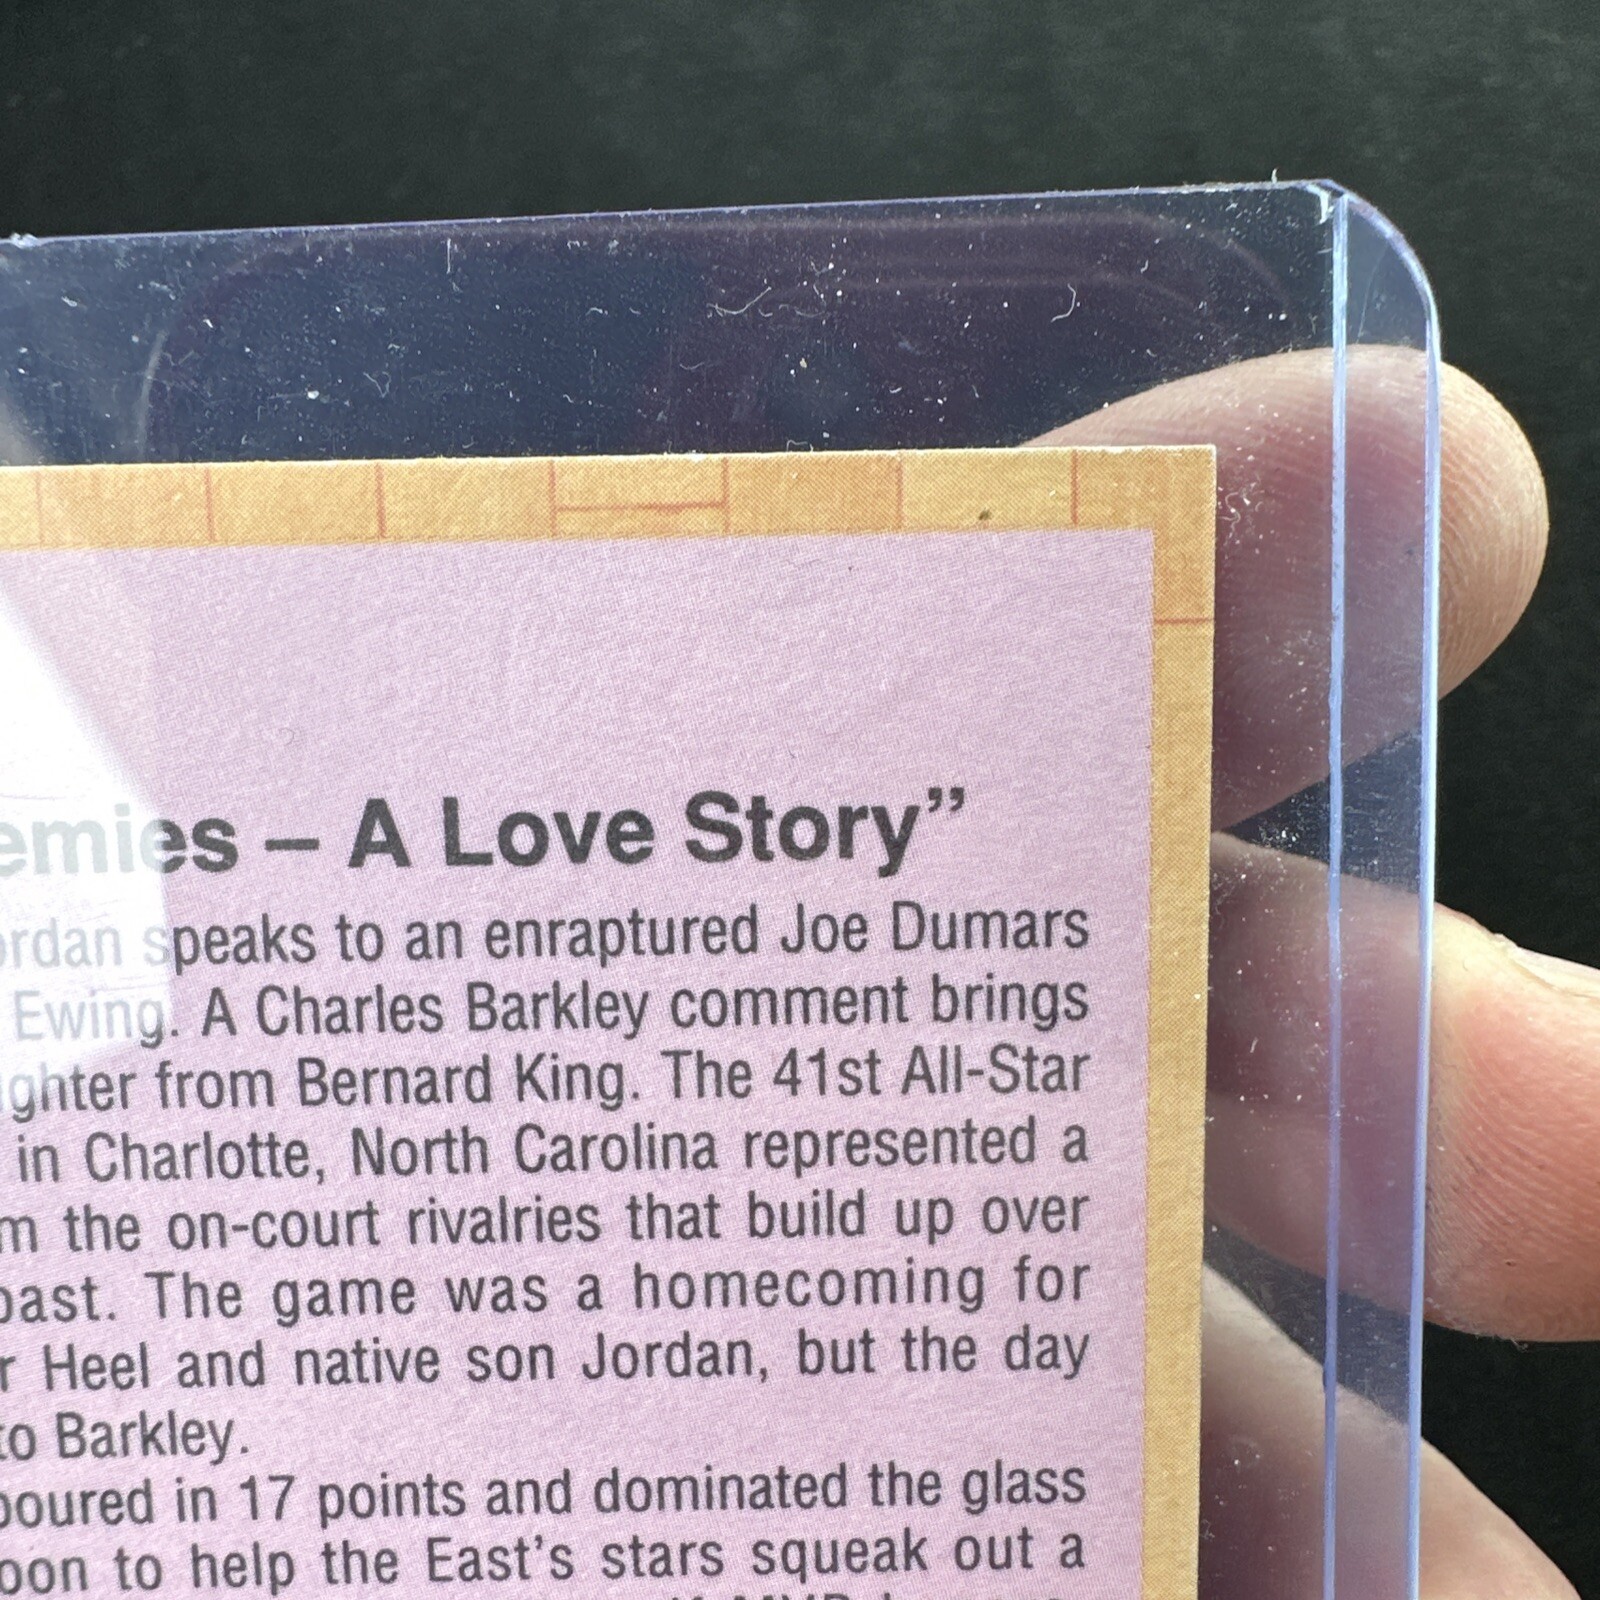 emies – A Love Story”
ordan speaks to an enraptured Joe Dumars
Ewing. A Charles Barkley comment brings
ghter from Bernard King. The 41st All-Star
in Charlotte, North Carolina represented a
m the on-court rivalries that build up over
past. The game was a homecoming for
r Heel and native son Jordan, but the day
to Barkley.
poured in 17 points and dominated the glass
oon to help the East’s stars squeak out a